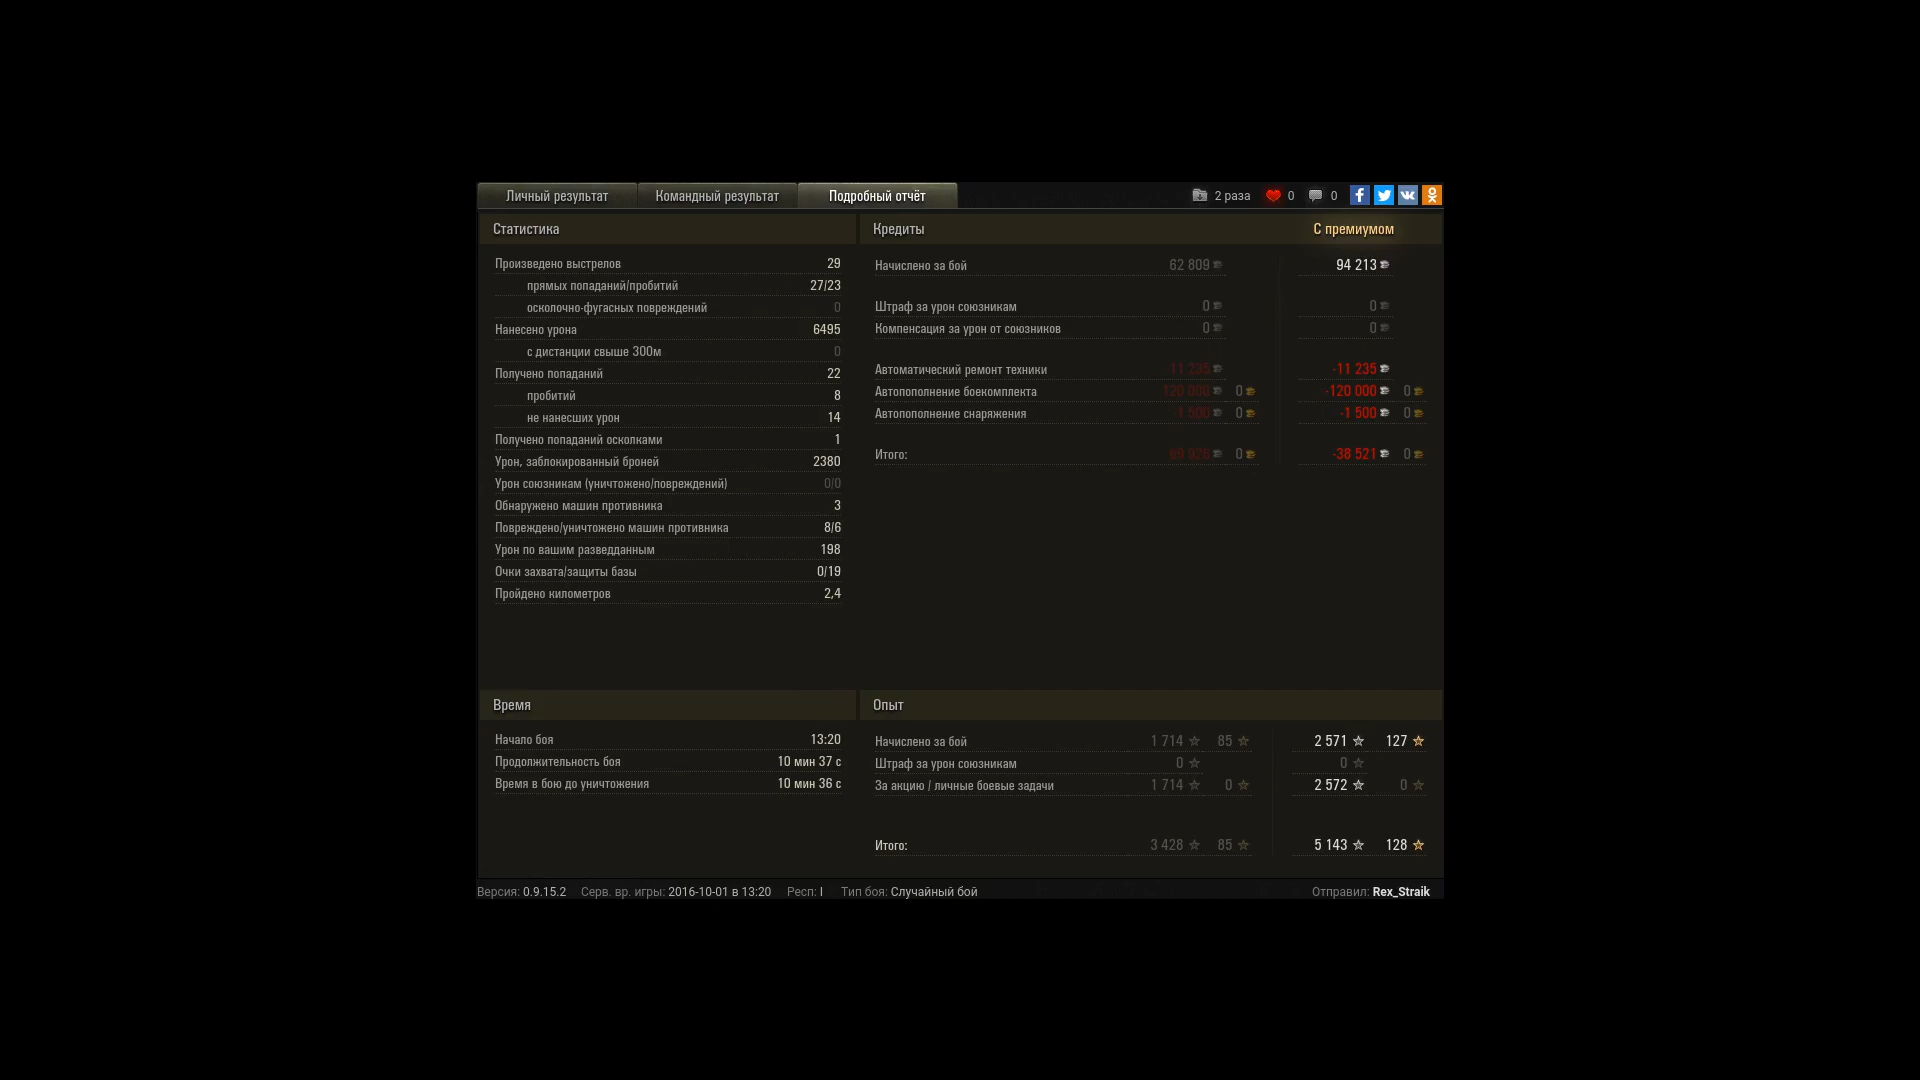 Личный результат Командный результат Подробный отчёт 2 раза 0 0
Статистика
Произведено выстрелов 29
прямых попаданий/пробитий 27/23
осколочно-фугасных повреждений 0
Нанесено урона 6495
с дистанции свыше 300м 0
Получено попаданий 22
пробитий 8
не нанесших урон 14
Получено попаданий осколками 1
Урон, заблокированный броней 2380
Урон союзникам (уничтожено/повреждений) 0/0
Обнаружено машин противника 3
Повреждено/уничтожено машин противника 8/6
Урон по вашим разведданным 198
Очки захвата/защиты базы 0/19
Пройдено километров 2,4
Кредиты С премиумом
Начислено за бой 62 809 94 213
Штраф за урон союзникам 0 0
Компенсация за урон от союзников 0 0
Автоматический ремонт техники -11 235 -11 235
Автопополнение боекомплекта -120 000 0 -120 000 0
Автопополнение снаряжения -1 500 0 -1 500 0
Итого: 0 -38 521 0
Время
Начало боя 13:20
Продолжительность боя 10 мин 37 с
Время в бою до уничтожения 10 мин 36 с
Опыт
Начислено за бой 1 714 85 2 571 127
Штраф за урон союзникам 0 0
За акцию / личные боевые задачи 1 714 0 2 572 0
Итого: 3 428 85 5 143 128
Версия: 0.9.15.2 Серв. вр. игры: 2016-10-01 в 13:20 Респ: I Тип боя: Случайный бой Отправил: Rex_Straik